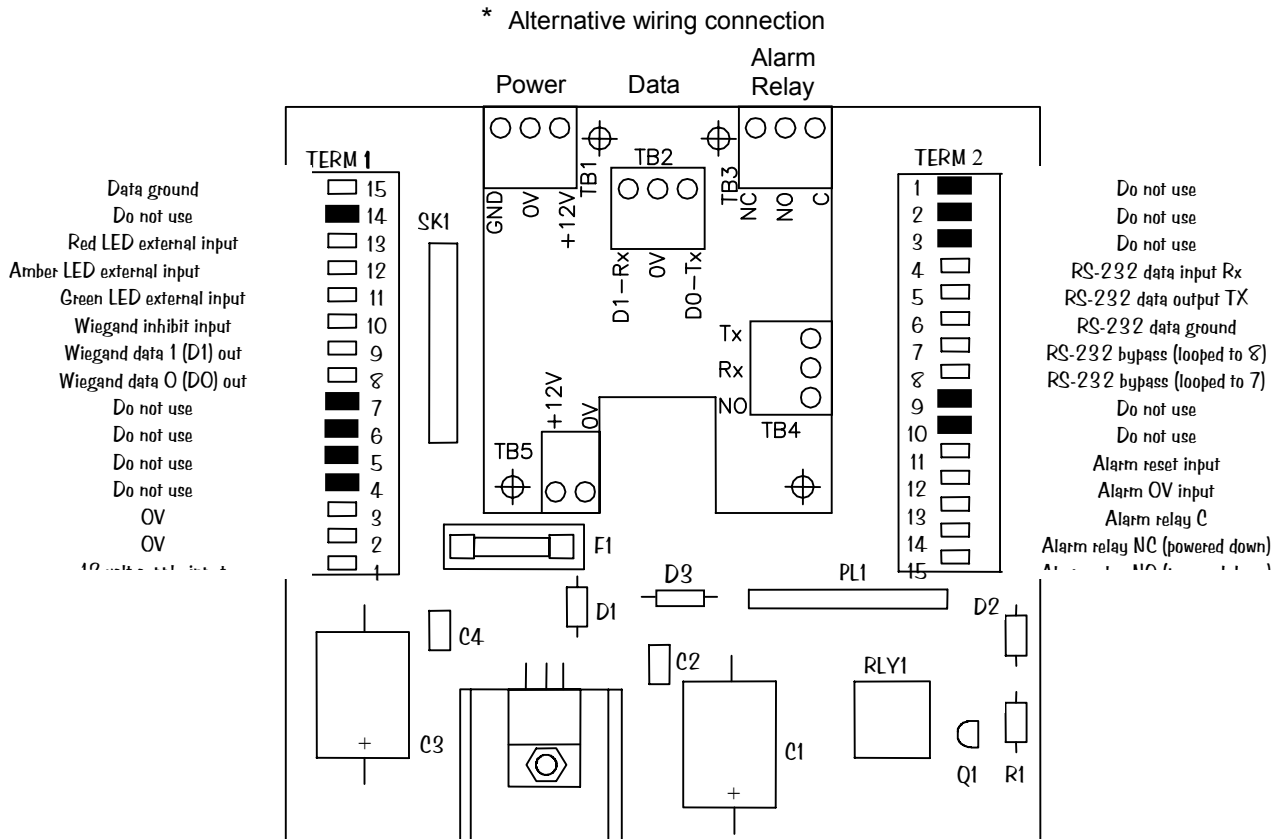 * Alternative wiring connection
Power
Data
Alarm
Relay
TERM 1
TB1
TB2
TB3
TERM 2
GND
0V
+12V
NC
NO
C
D1-Rx
0V
D0-Tx
SK1
Data ground 15
Do not use 14
Red LED external input 13
Amber LED external input 12
Green LED external input 11
Wiegand inhibit input 10
Wiegand data 1 (D1) out 9
Wiegand data 0 (D0) out 8
Do not use 7
Do not use 6
Do not use 5
Do not use 4
0V 3
0V 2
1
1 Do not use
2 Do not use
3 Do not use
4 RS-232 data input Rx
5 RS-232 data output TX
6 RS-232 data ground
7 RS-232 bypass (looped to 8)
8 RS-232 bypass (looped to 7)
9 Do not use
10 Do not use
11 Alarm reset input
12 Alarm 0V input
13 Alarm relay C
14 Alarm relay NC (powered down)
15
Tx
Rx
NO
TB4
+12V
0V
TB5
F1
D1
D3
PL1
D2
C4
C2
RLY1
C3
+
C1
+
Q1
R1